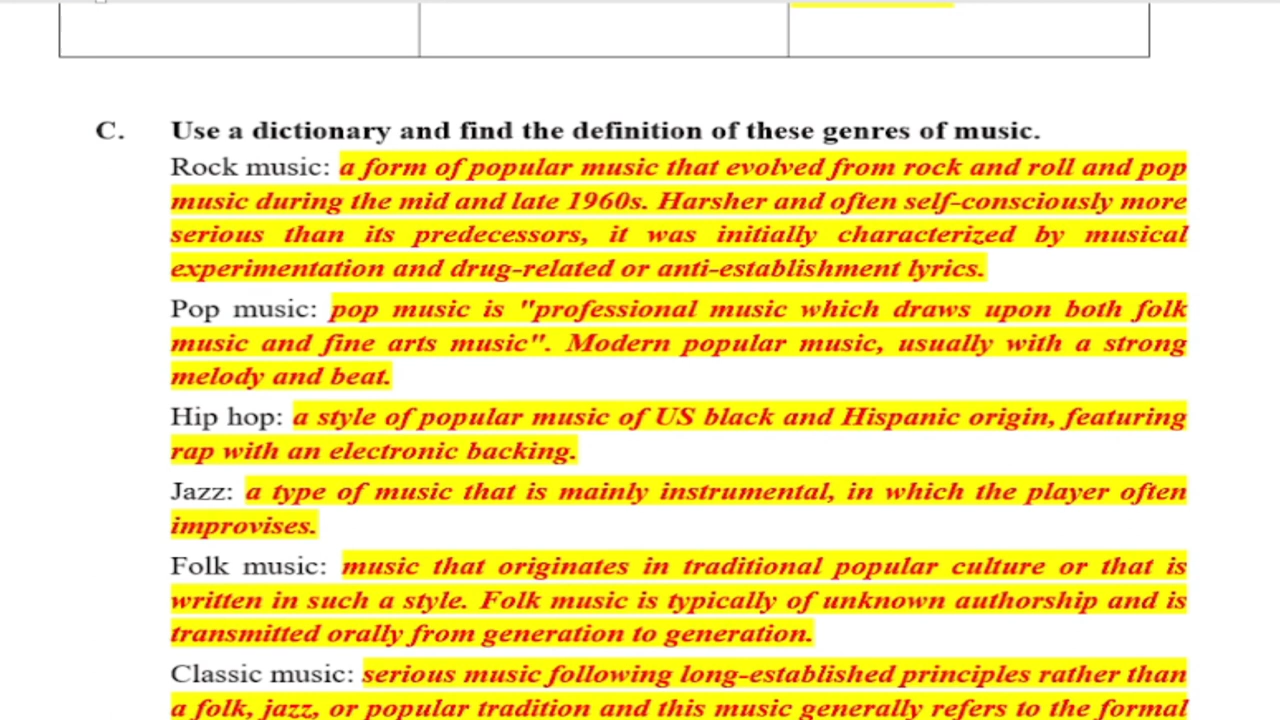 C. Use a dictionary and find the definition of these genres of music.
Rock music: a form of popular music that evolved from rock and roll and pop
music during the mid and late 1960s. Harsher and often self-consciously more
serious than its predecessors, it was initially characterized by musical
experimentation and drug-related or anti-establishment lyrics.
Pop music: pop music is "professional music which draws upon both folk
music and fine arts music". Modern popular music, usually with a strong
melody and beat.
Hip hop: a style of popular music of US black and Hispanic origin, featuring
rap with an electronic backing.
Jazz: a type of music that is mainly instrumental, in which the player often
improvises.
Folk music: music that originates in traditional popular culture or that is
written in such a style. Folk music is typically of unknown authorship and is
transmitted orally from generation to generation.
Classic music: serious music following long-established principles rather than
a folk, jazz, or popular tradition and this music generally refers to the formal